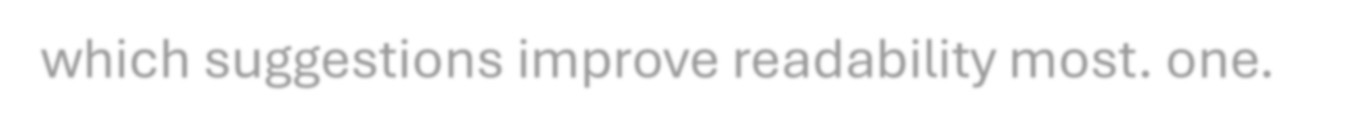 which suggestions improve readability most. one.